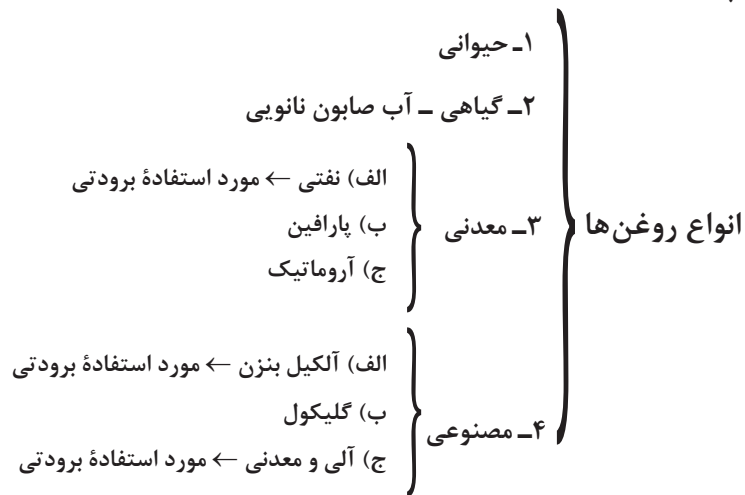 انواع روغن‌ها
۱ـ حیوانی
۲ـ گیاهی ـ آب صابون نانویی
۳ـ معدنی
الف) نفتی ← مورد استفادهٔ برودتی
ب) پارافین
ج) آروماتیک
۴ـ مصنوعی
الف) آلکیل بنزن ← مورد استفادهٔ برودتی
ب) گلیکول
ج) آلی و معدنی ← مورد استفادهٔ برودتی